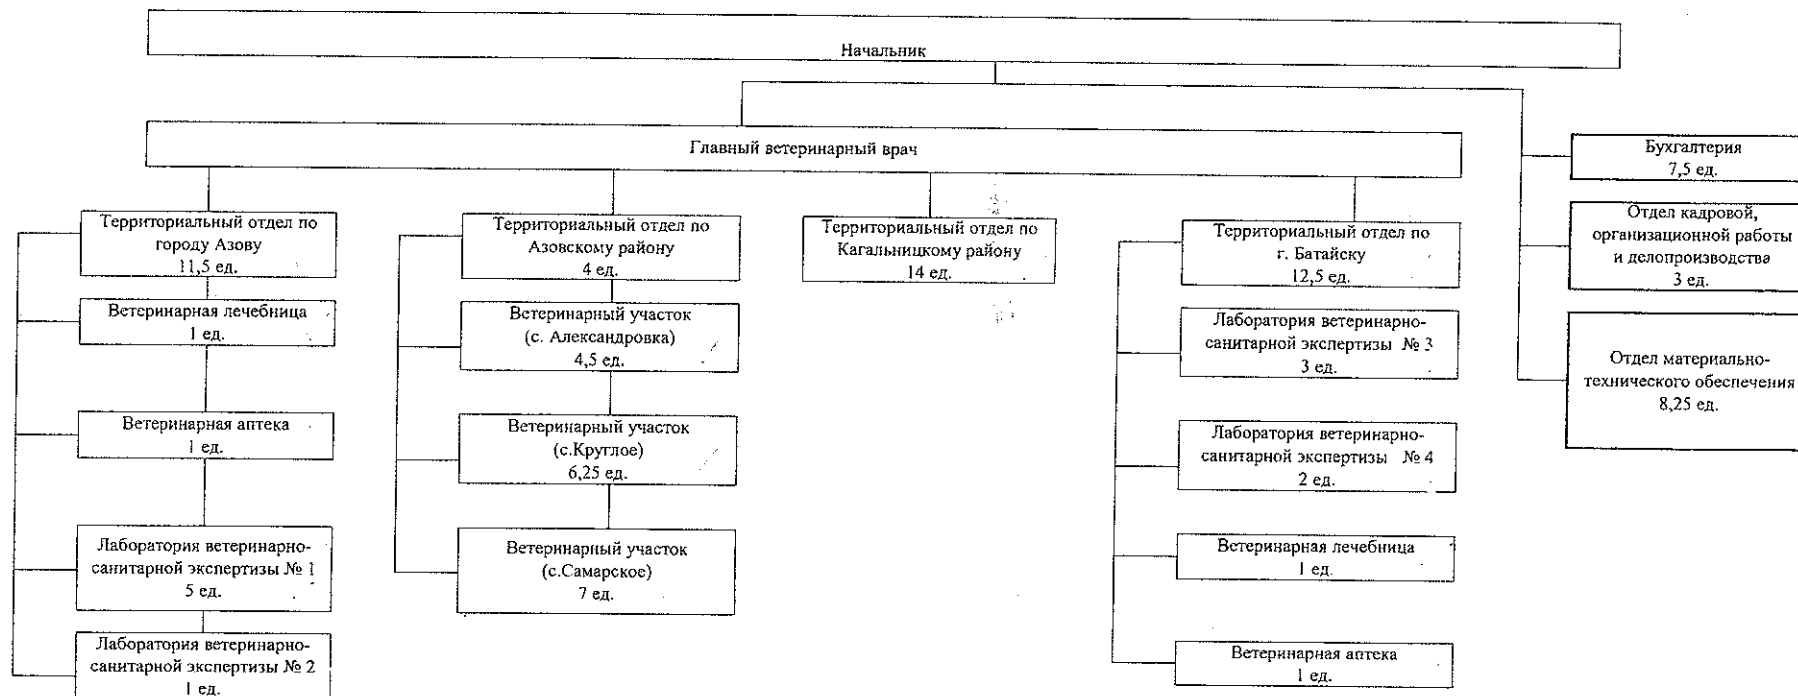 Начальник
Главный ветеринарный врач
Бухгалтерия
7,5 ед.
Отдел кадровой,
организационной работы
и делопроизводства
3 ед.
Отдел материально-
технического обеспечения
8,25 ед.
Территориальный отдел по
городу Азову
11,5 ед.
Ветеринарная лечебница
1 ед.
Ветеринарная аптека
1 ед.
Лаборатория ветеринарно-
санитарной экспертизы № 1
5 ед.
Лаборатория ветеринарно-
санитарной экспертизы № 2
1 ед.
Территориальный отдел по
Азовскому району
4 ед.
Ветеринарный участок
(с. Александровка)
4,5 ед.
Ветеринарный участок
(с.Круглое)
6,25 ед.
Ветеринарный участок
(с.Самарское)
7 ед.
Территориальный отдел по
Кагальницкому району
14 ед.
Территориальный отдел по
г. Батайску
12,5 ед.
Лаборатория ветеринарно-
санитарной экспертизы № 3
3 ед.
Лаборатория ветеринарно-
санитарной экспертизы № 4
2 ед.
Ветеринарная лечебница
1 ед.
Ветеринарная аптека
1 ед.